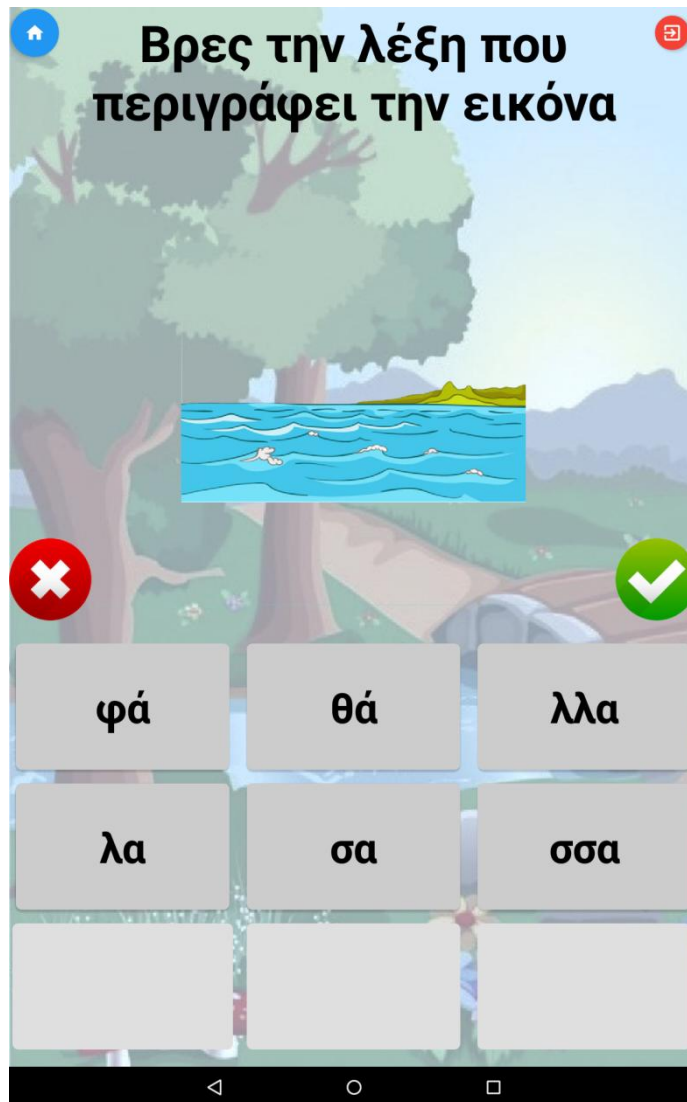 Βρες την λέξη που
περιγράφει την εικόνα
φά θά λλα
λα σα σσα